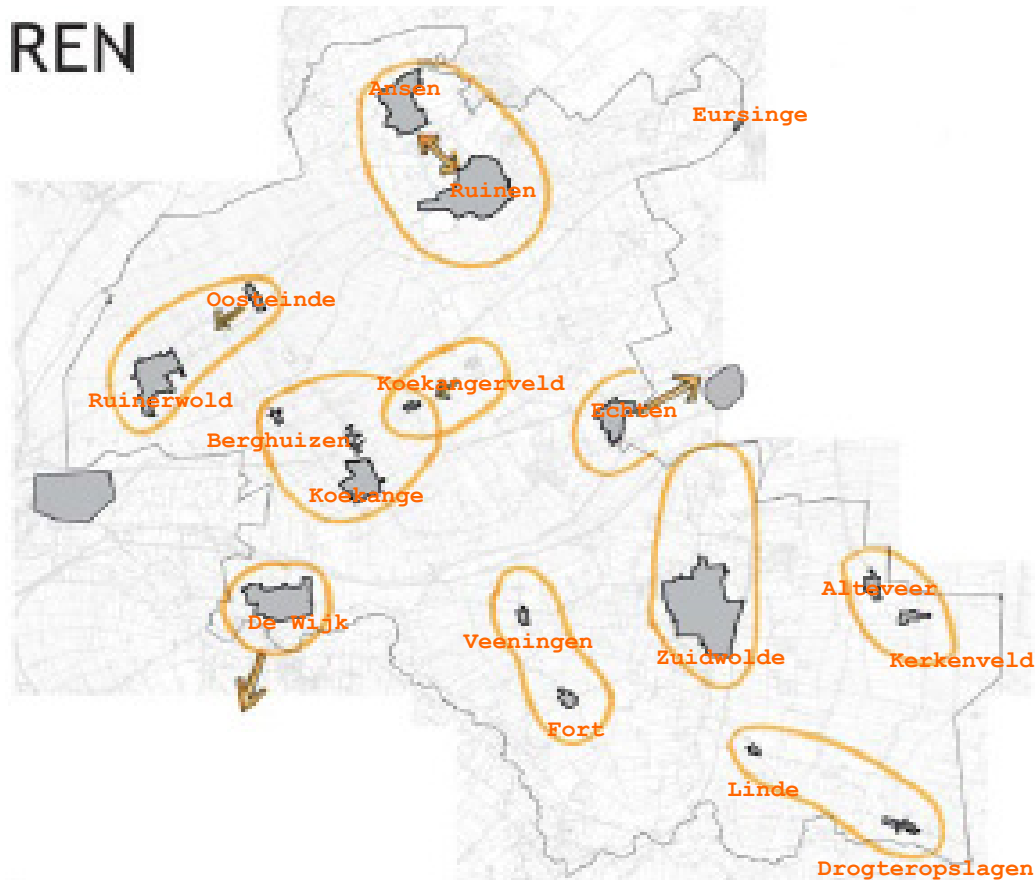 REN
Ansen
Eursinge
Ruinen
Oosteinde
Koekangerveld
Ruinerwold
Echten
Berghuizen
Koekange
Alteveer
De Wijk
Veeningen
Zuidwolde
Kerkenveld
Fort
Linde
Drogteropslagen